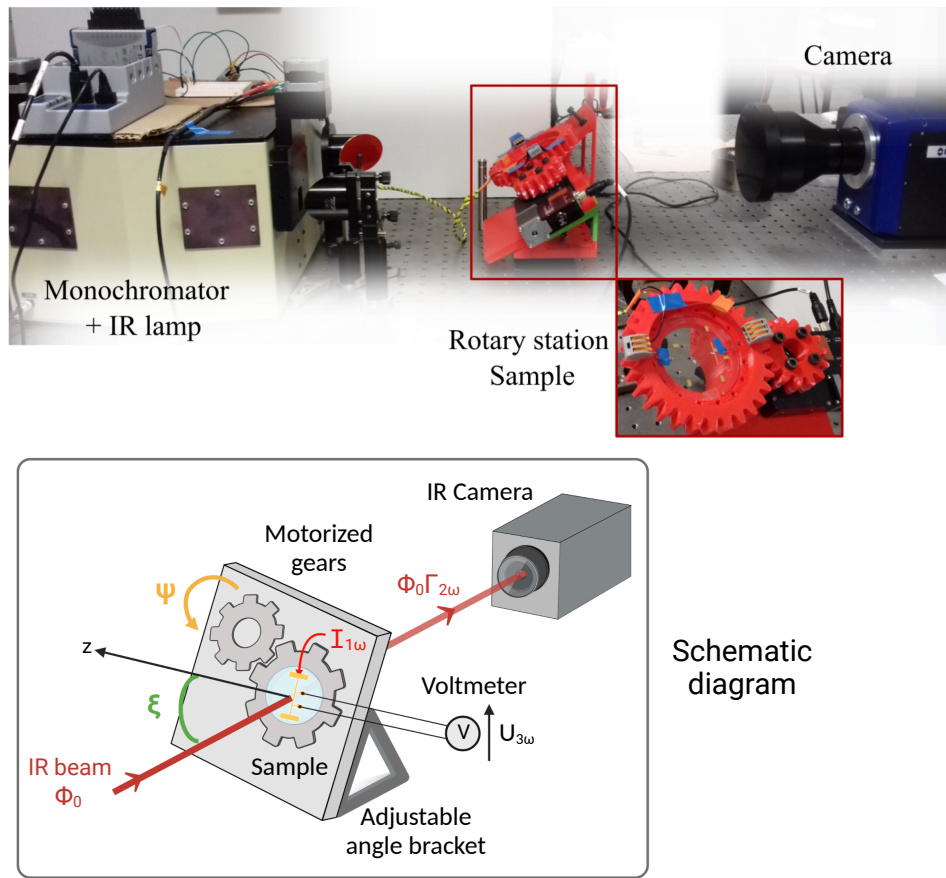 Camera
Monochromator
+ IR lamp
Rotary station
Sample
IR Camera
Motorized
gears
Ψ
Φ₀Γ₂ω
I₁ω
z
Schematic
diagram
Voltmeter
ξ
V
U₃ω
IR beam
Φ₀
Sample
Adjustable
angle bracket